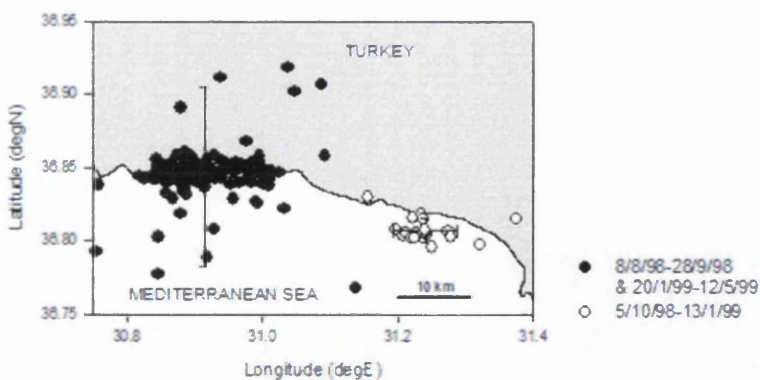 36.95
36.90
36.85
36.80
36.75
Latitude (degN)
TURKEY
MEDITERRANEAN SEA
10 km
30.8
31.0
31.2
31.4
Longitude (degE)
8/8/98-28/9/98
& 20/1/99-12/5/99
5/10/98-13/1/99